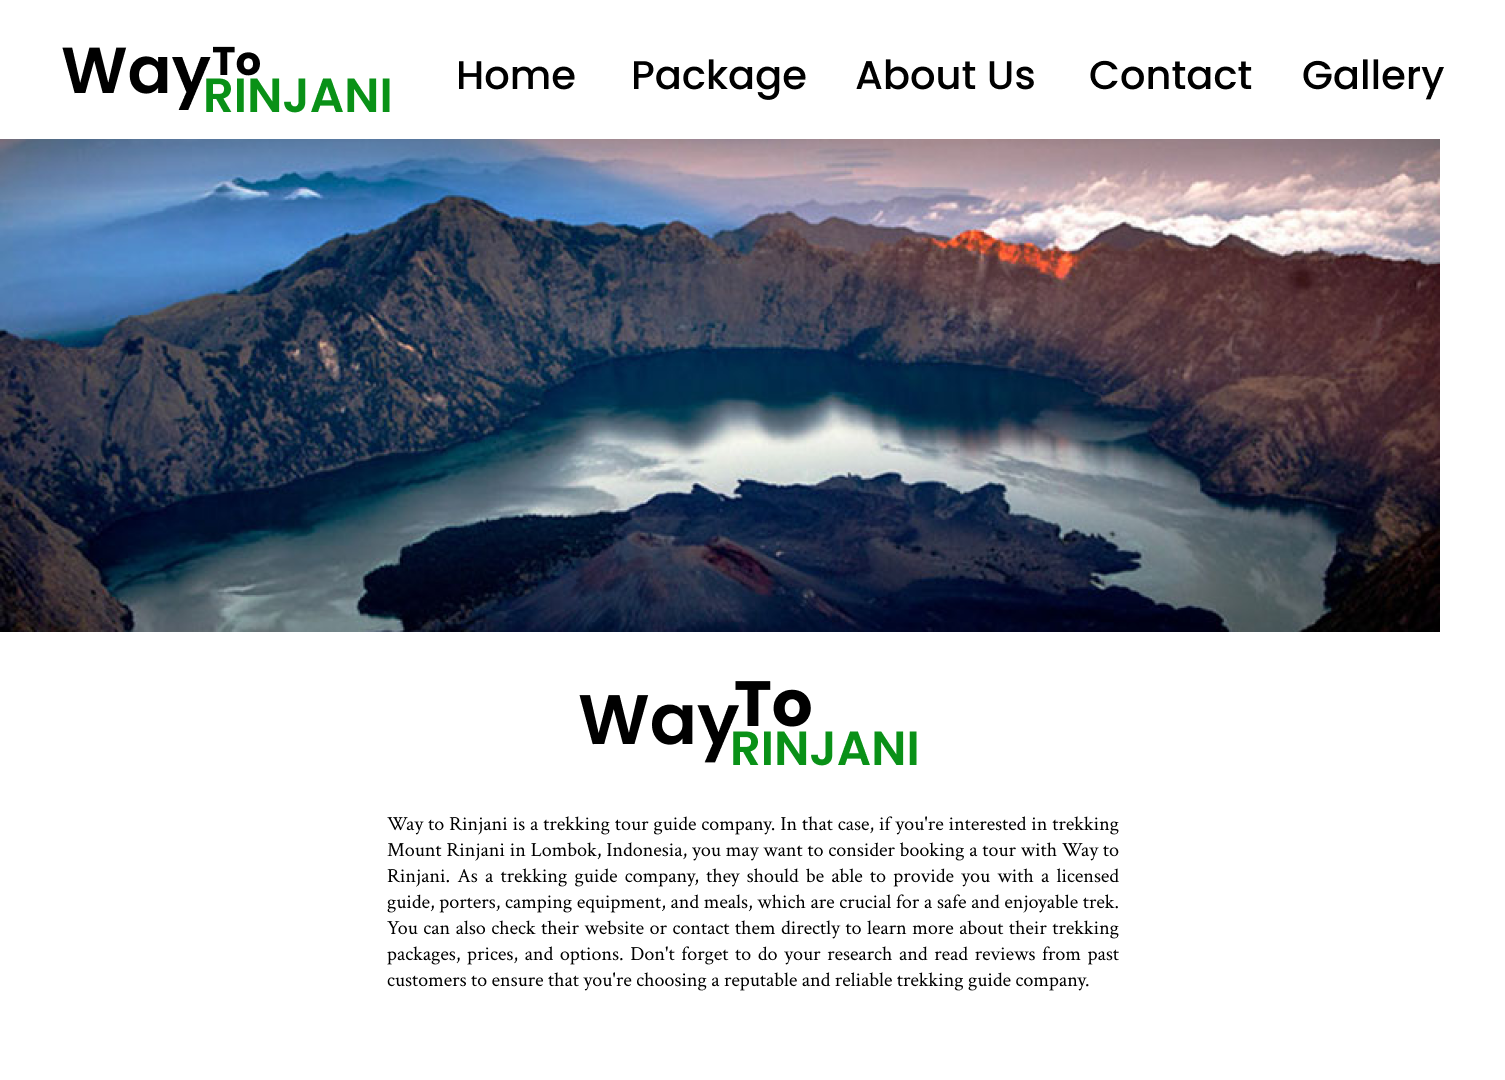 WayTo RINJANI Home Package About Us Contact Gallery
WayTo
RINJANI
Way to Rinjani is a trekking tour guide company. In that case, if you're interested in trekking
Mount Rinjani in Lombok, Indonesia, you may want to consider booking a tour with Way to
Rinjani. As a trekking guide company, they should be able to provide you with a licensed
guide, porters, camping equipment, and meals, which are crucial for a safe and enjoyable trek.
You can also check their website or contact them directly to learn more about their trekking
packages, prices, and options. Don't forget to do your research and read reviews from past
customers to ensure that you're choosing a reputable and reliable trekking guide company.